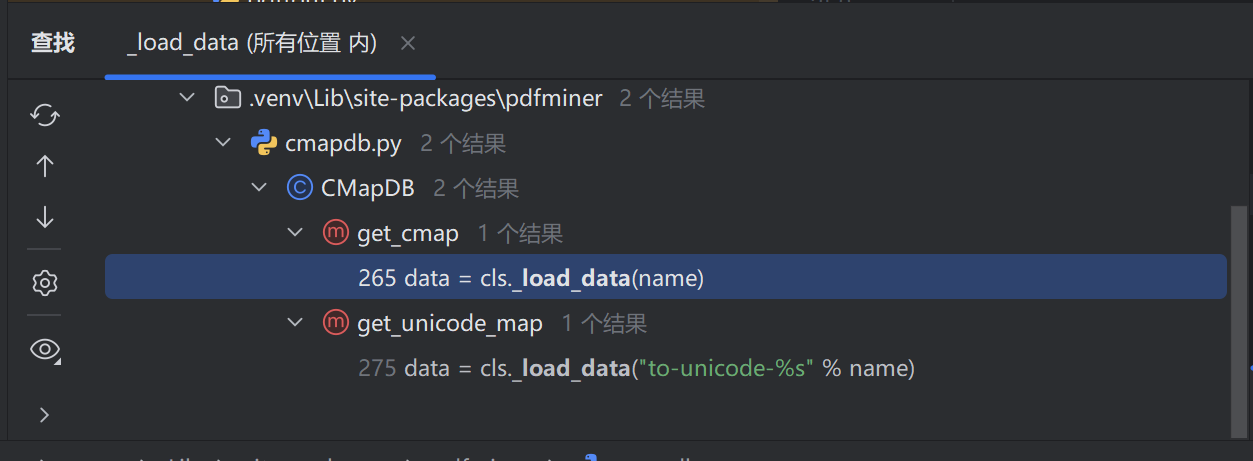 查找 _load_data (所有位置 内)
.venv\Lib\site-packages\pdfminer 2 个结果
cmapdb.py 2 个结果
CMapDB 2 个结果
get_cmap 1 个结果
265 data = cls._load_data(name)
get_unicode_map 1 个结果
275 data = cls._load_data("to-unicode-%s" % name)